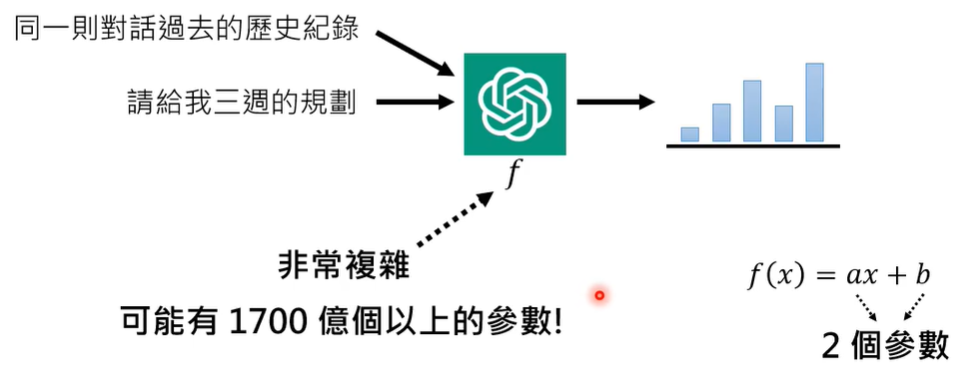 同一則對話過去的歷史紀錄
請給我三週的規劃
f
非常複雜
可能有 1700 億個以上的參數!
f(x) = ax + b
2 個參數